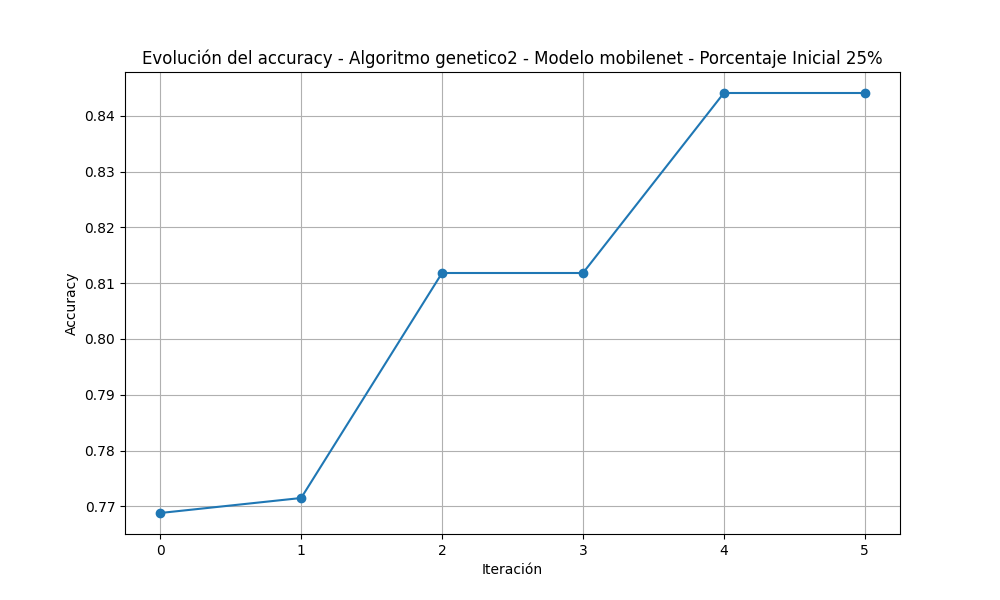 Evolución del accuracy - Algoritmo genetico2 - Modelo mobilenet - Porcentaje Inicial 25%
0.84
0.83
0.82
0.81
0.80
0.79
0.78
0.77
Accuracy
0 1 2 3 4 5
Iteración